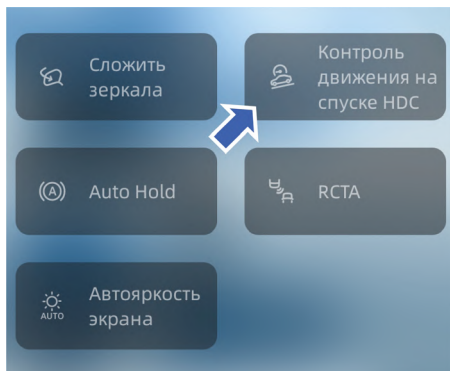 Сложить
зеркала
Контроль
движения на
спуске HDC
(A) Auto Hold
RCTA
AUTO
Автояркость
экрана